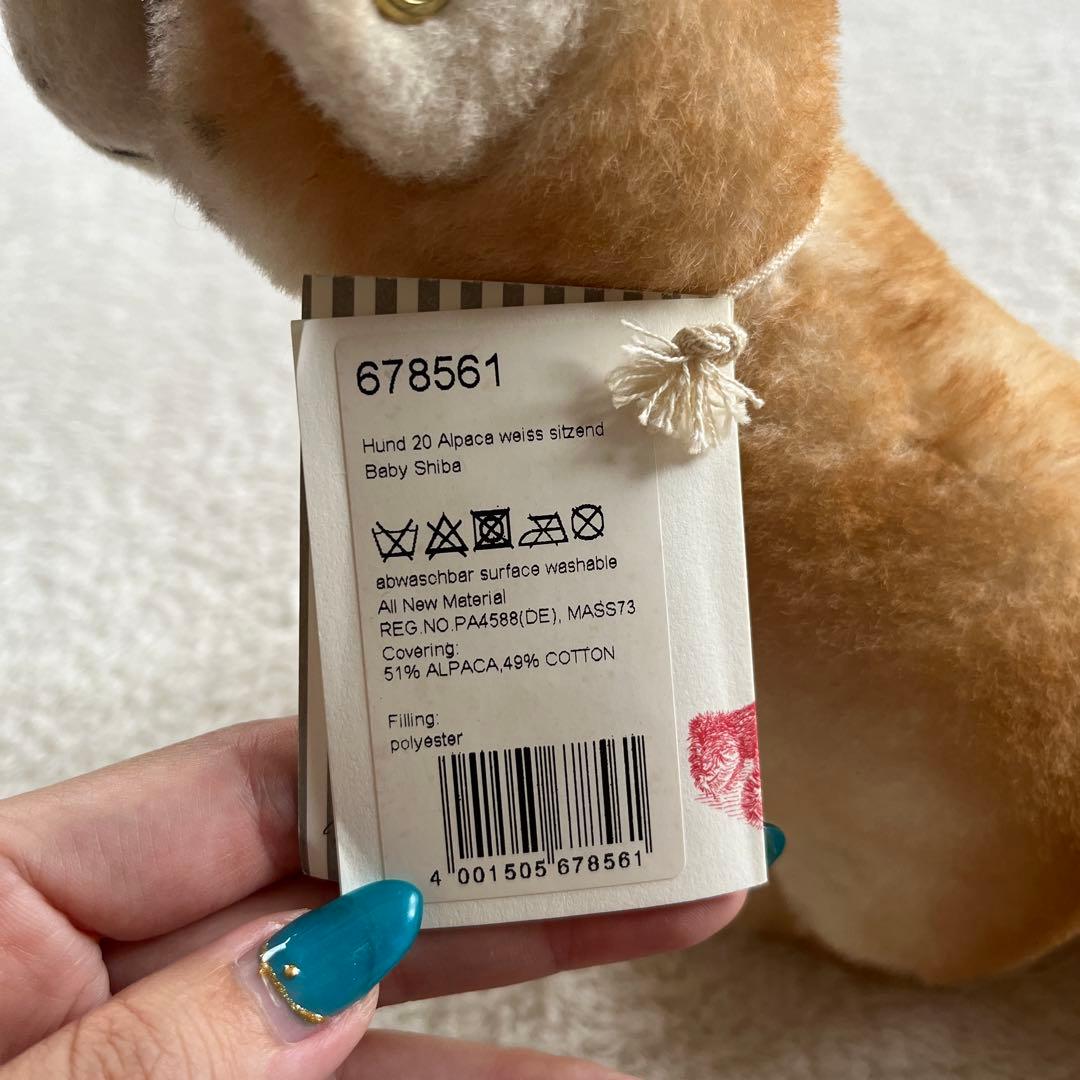 678561
Hund 20 Alpaca weiss sitzend
Baby Shiba
abwaschbar surface washable
All New Material
REG.NO.PA4588(DE), MASS73
Covering:
51% ALPACA,49% COTTON
Filling:
polyester
4 001505 678561